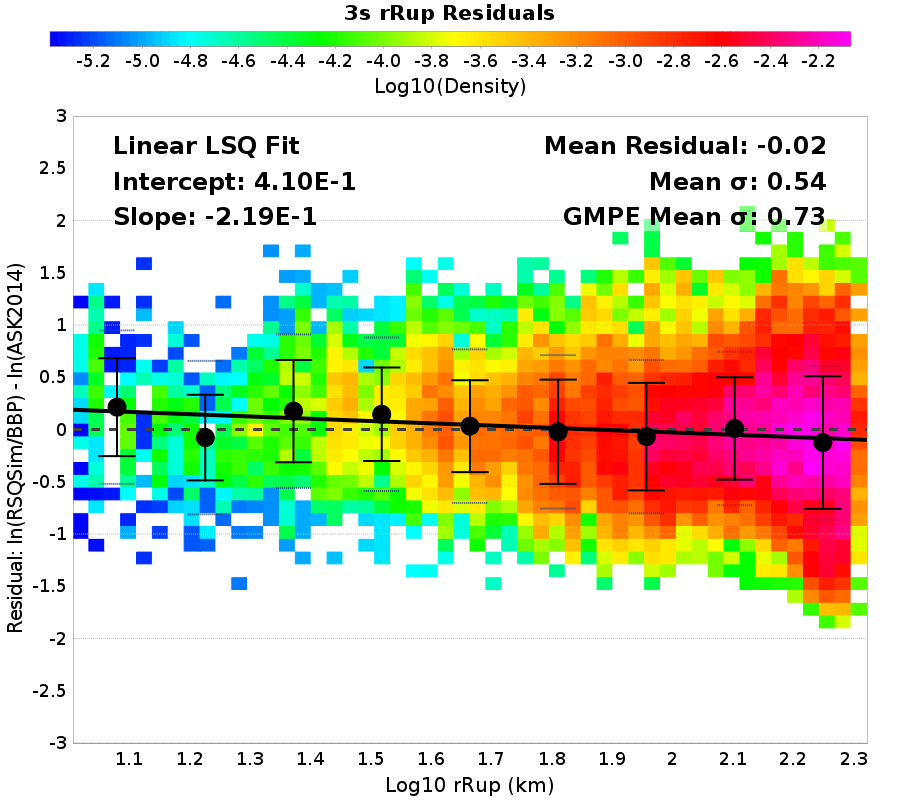 3s rRup Residuals
-5.2 -5.0 -4.8 -4.6 -4.4 -4.2 -4.0 -3.8 -3.6 -3.4 -3.2 -3.0 -2.8 -2.6 -2.4 -2.2
Log10(Density)
Linear LSQ Fit
Intercept: 4.10E-1
Slope: -2.19E-1
Mean Residual: -0.02
Mean σ: 0.54
GMPE Mean σ: 0.73
Residual: ln(RSQSim/BBP) - ln(ASK2014)
3
2.5
2
1.5
1
0.5
0
-0.5
-1
-1.5
-2
-2.5
-3
1.1 1.2 1.3 1.4 1.5 1.6 1.7 1.8 1.9 2 2.1 2.2 2.3
Log10 rRup (km)